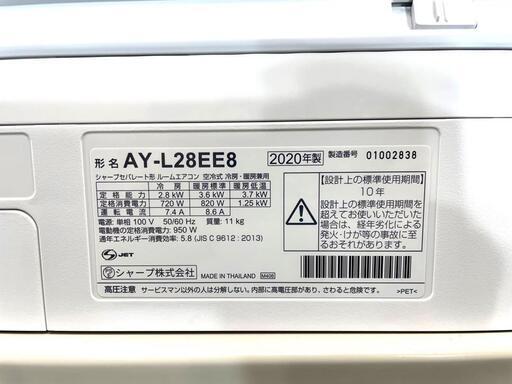 形 名 AY-L28EE8 2020年製 製造番号 01002838
シャープセパレート形 ルームエアコン 空冷式 冷房・暖房兼用
冷 房 暖房標準 暖房低温
定 格 能 力 2.8 kW 3.6 kW 3.7 kW
定格消費電力 720 W 820 W 1.25 kW
運 転 電 流 7.4 A 8.6 A
電源: 単相 100 V 50/60 Hz 質量: 11 kg
電動機の定格消費電力: 950 W
通年エネルギー消費効率: 5.8 (JIS C 9612 : 2013)
【設計上の標準使用期間】
10 年
設計上の標準使用期間を
超えてお使いいただいた
場合は、経年劣化による
発火・けが等の事故に至
るおそれがあります。
JET
シャープ株式会社 MADE IN THAILAND M406
高圧注意 サービスマン以外の人は分解しない。内部に高電圧部があり、さわると危険です。 >PET<